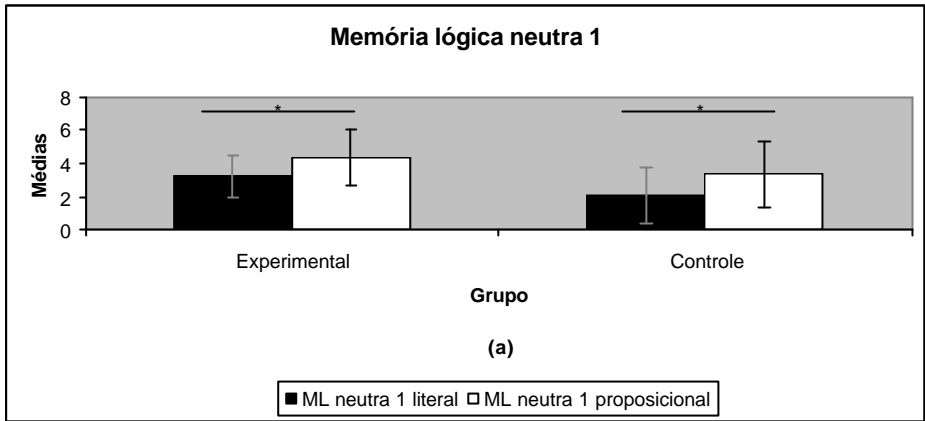 Memória lógica neutra 1
Médias
8
6
4
2
0
*
*
Experimental
Controle
Grupo
(a)
ML neutra 1 literal
ML neutra 1 proposicional